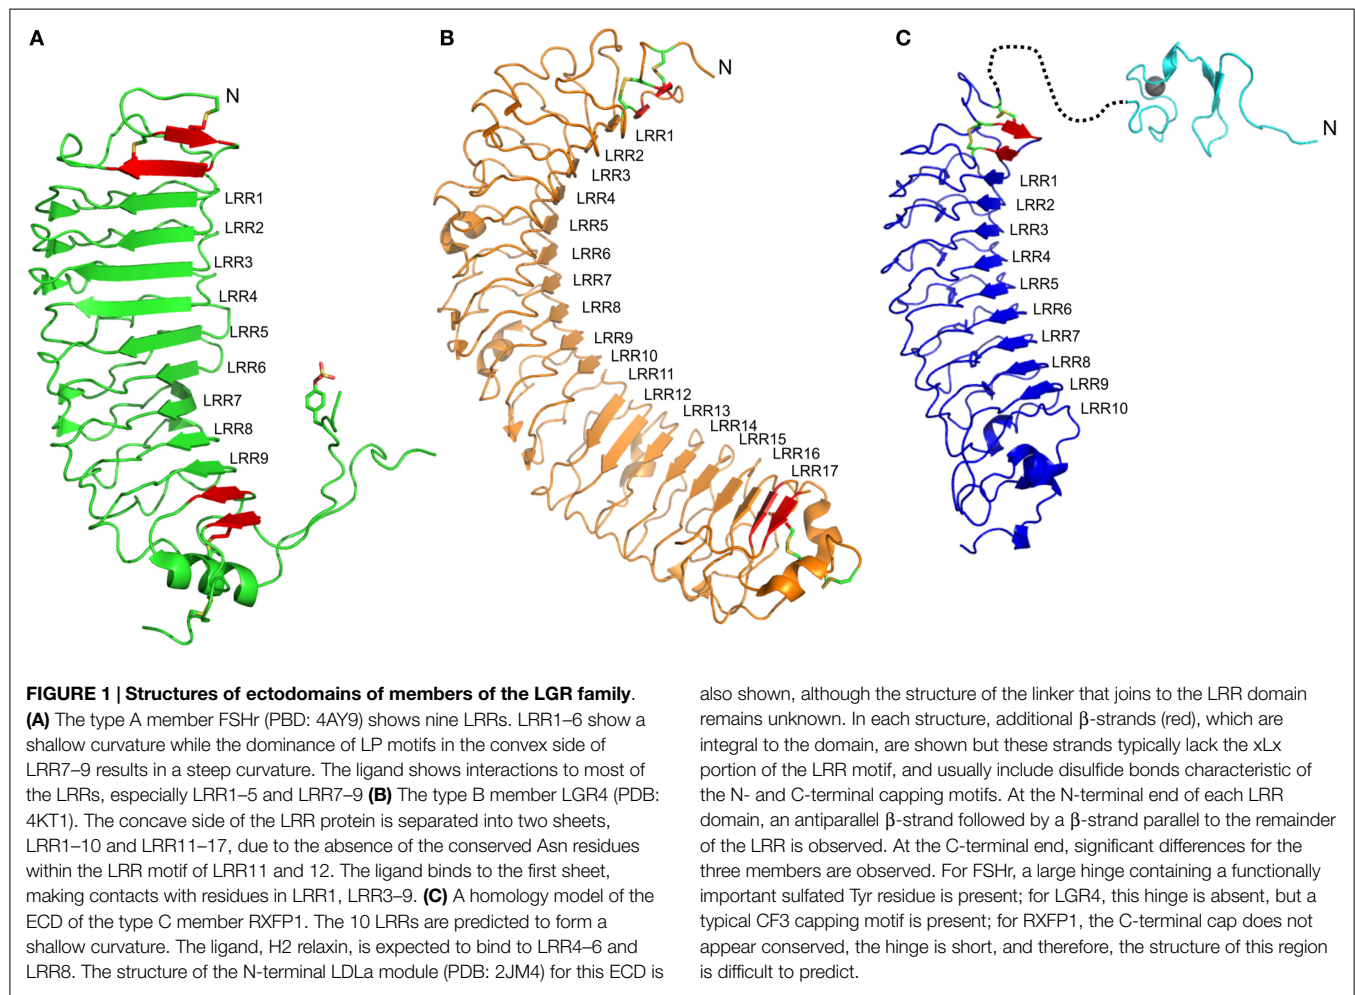 A
B
C
N
N
N
LRR1
LRR2
LRR3
LRR4
LRR5
LRR6
LRR7
LRR8
LRR9
LRR1
LRR2
LRR3
LRR4
LRR5
LRR6
LRR7
LRR8
LRR9
LRR10
LRR11
LRR12
LRR13
LRR14
LRR15
LRR16
LRR17
LRR1
LRR2
LRR3
LRR4
LRR5
LRR6
LRR7
LRR8
LRR9
LRR10
FIGURE 1 | Structures of ectodomains of members of the LGR family.
(A) The type A member FSHr (PBD: 4AY9) shows nine LRRs. LRR1–6 show a
shallow curvature while the dominance of LP motifs in the convex side of
LRR7–9 results in a steep curvature. The ligand shows interactions to most of
the LRRs, especially LRR1–5 and LRR7–9 (B) The type B member LGR4 (PDB:
4KT1). The concave side of the LRR protein is separated into two sheets,
LRR1–10 and LRR11–17, due to the absence of the conserved Asn residues
within the LRR motif of LRR11 and 12. The ligand binds to the first sheet,
making contacts with residues in LRR1, LRR3–9. (C) A homology model of the
ECD of the type C member RXFP1. The 10 LRRs are predicted to form a
shallow curvature. The ligand, H2 relaxin, is expected to bind to LRR4–6 and
LRR8. The structure of the N-terminal LDLa module (PDB: 2JM4) for this ECD is
also shown, although the structure of the linker that joins to the LRR domain
remains unknown. In each structure, additional β-strands (red), which are
integral to the domain, are shown but these strands typically lack the xLx
portion of the LRR motif, and usually include disulfide bonds characteristic of
the N- and C-terminal capping motifs. At the N-terminal end of each LRR
domain, an antiparallel β-strand followed by a β-strand parallel to the remainder
of the LRR is observed. At the C-terminal end, significant differences for the
three members are observed. For FSHr, a large hinge containing a functionally
important sulfated Tyr residue is present; for LGR4, this hinge is absent, but a
typical CF3 capping motif is present; for RXFP1, the C-terminal cap does not
appear conserved, the hinge is short, and therefore, the structure of this region
is difficult to predict.